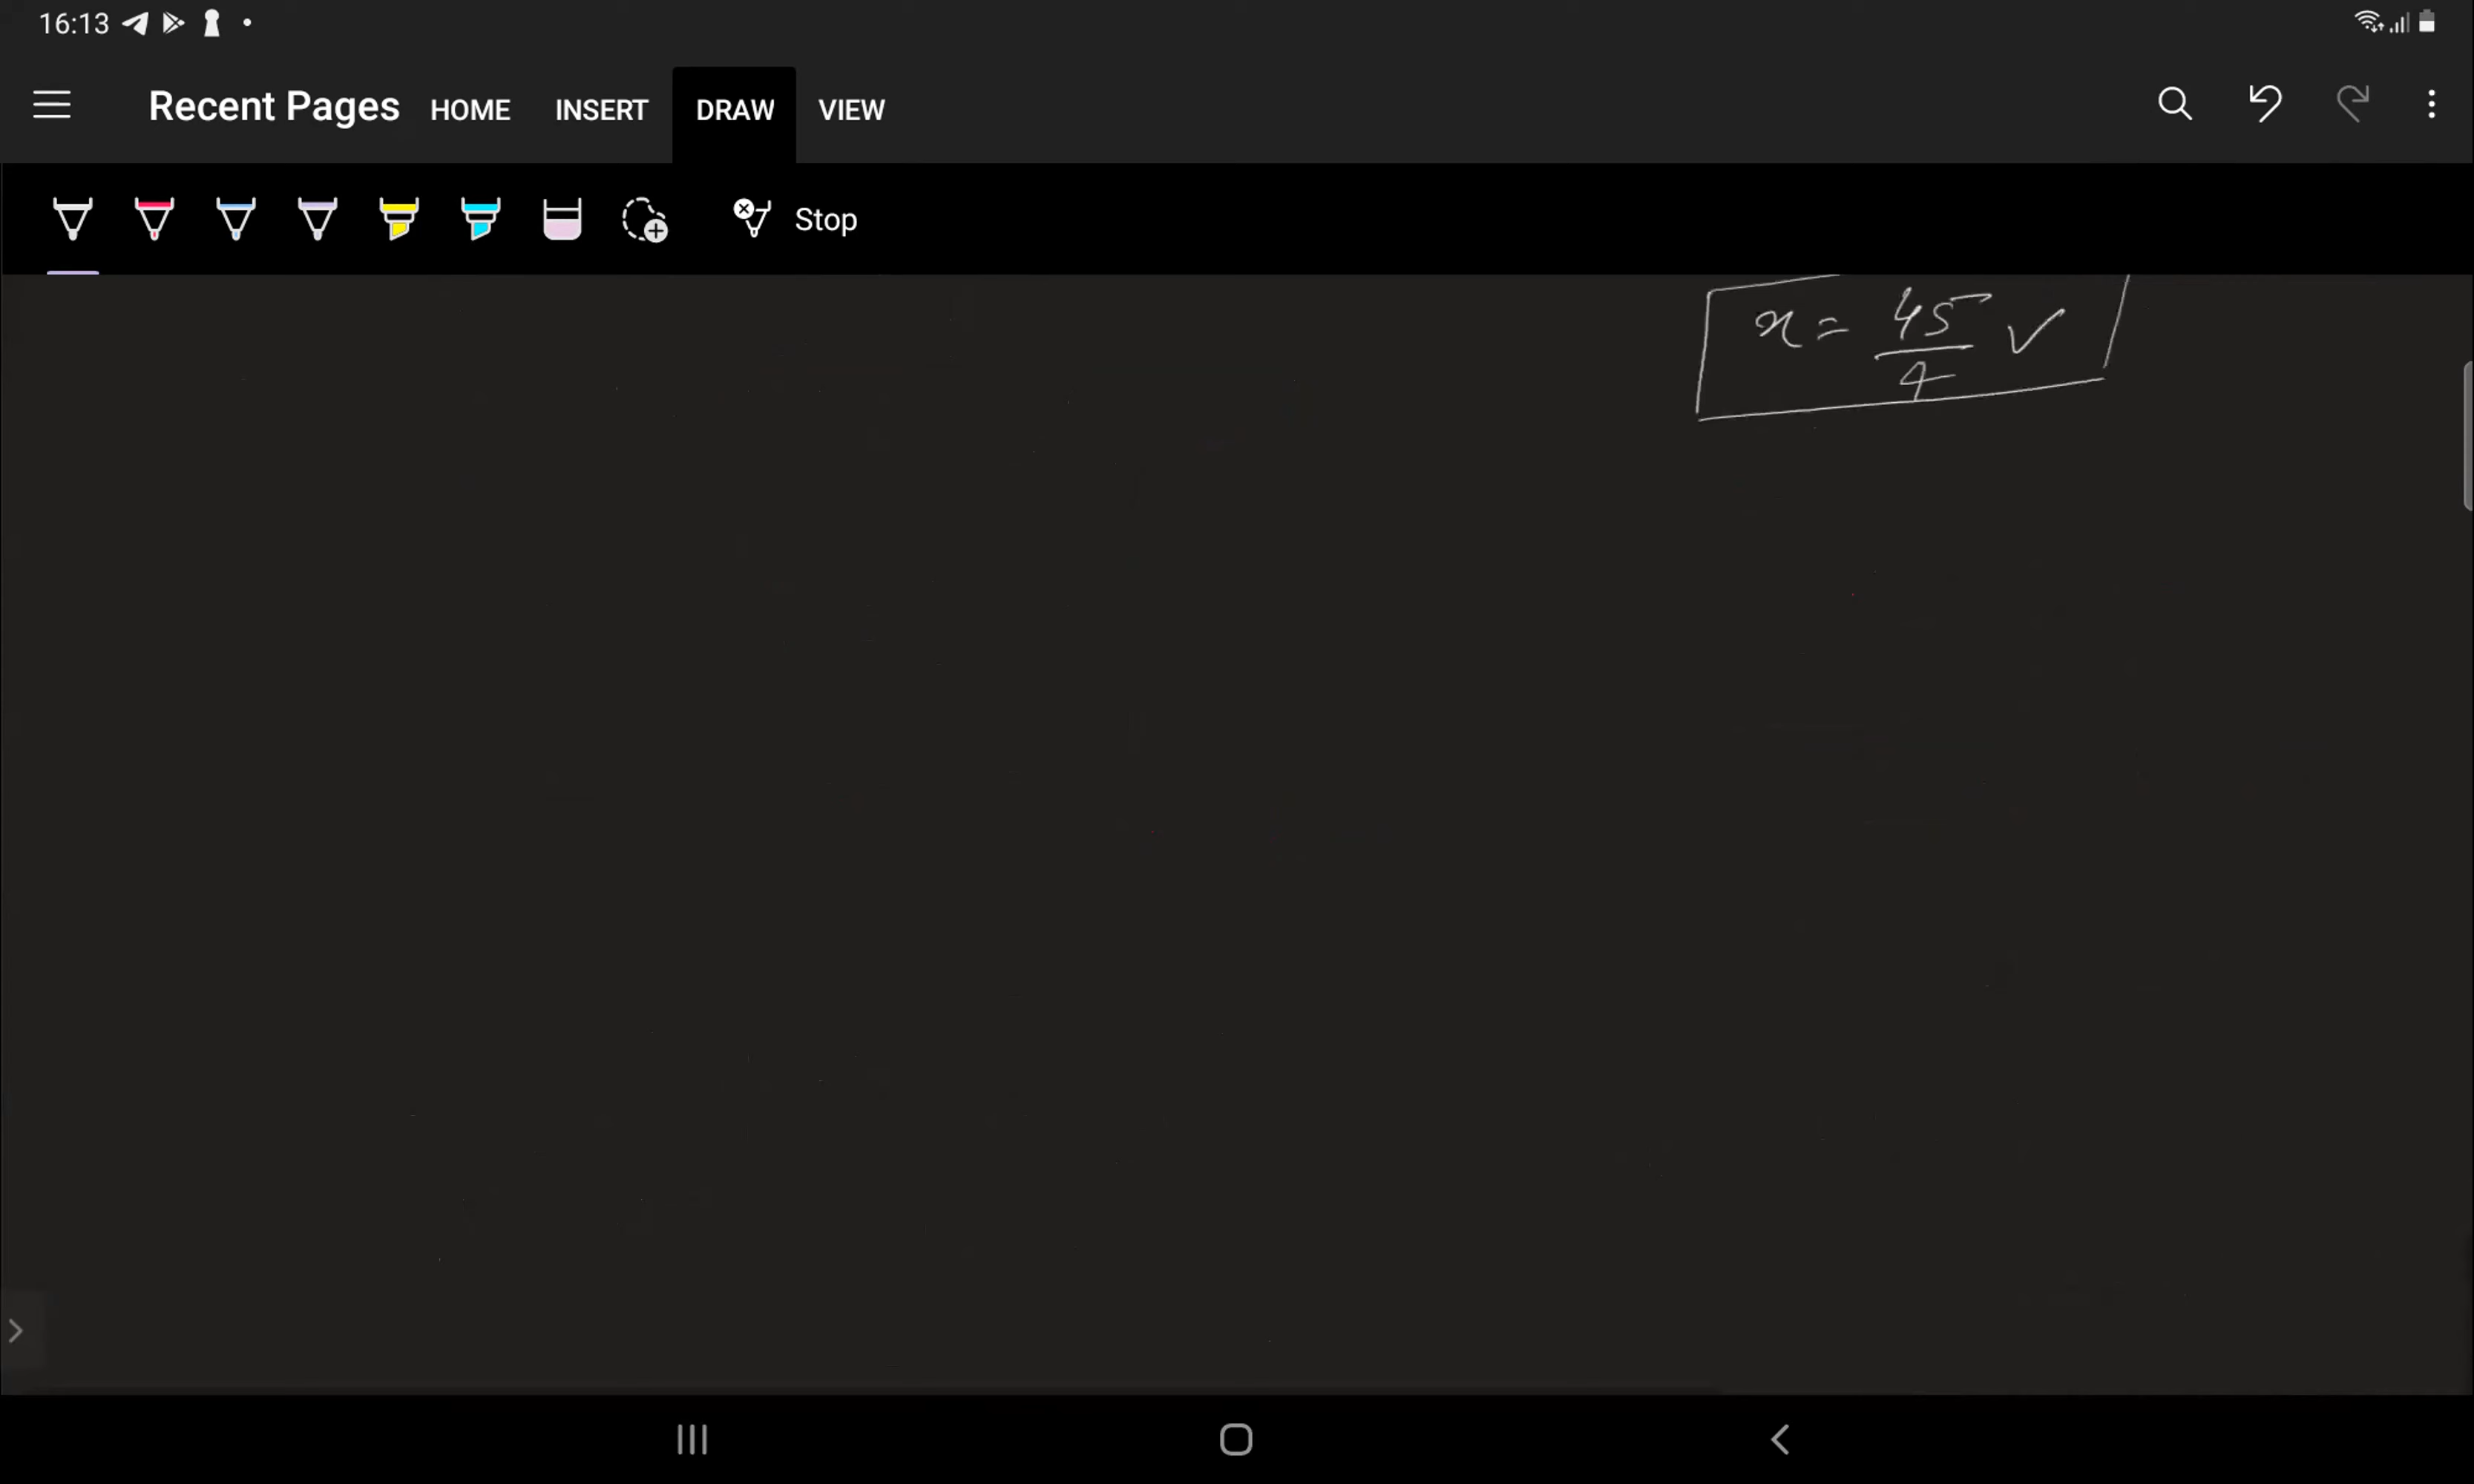 16:13
Recent Pages HOME INSERT DRAW VIEW
Stop
x = 45/4 ✓